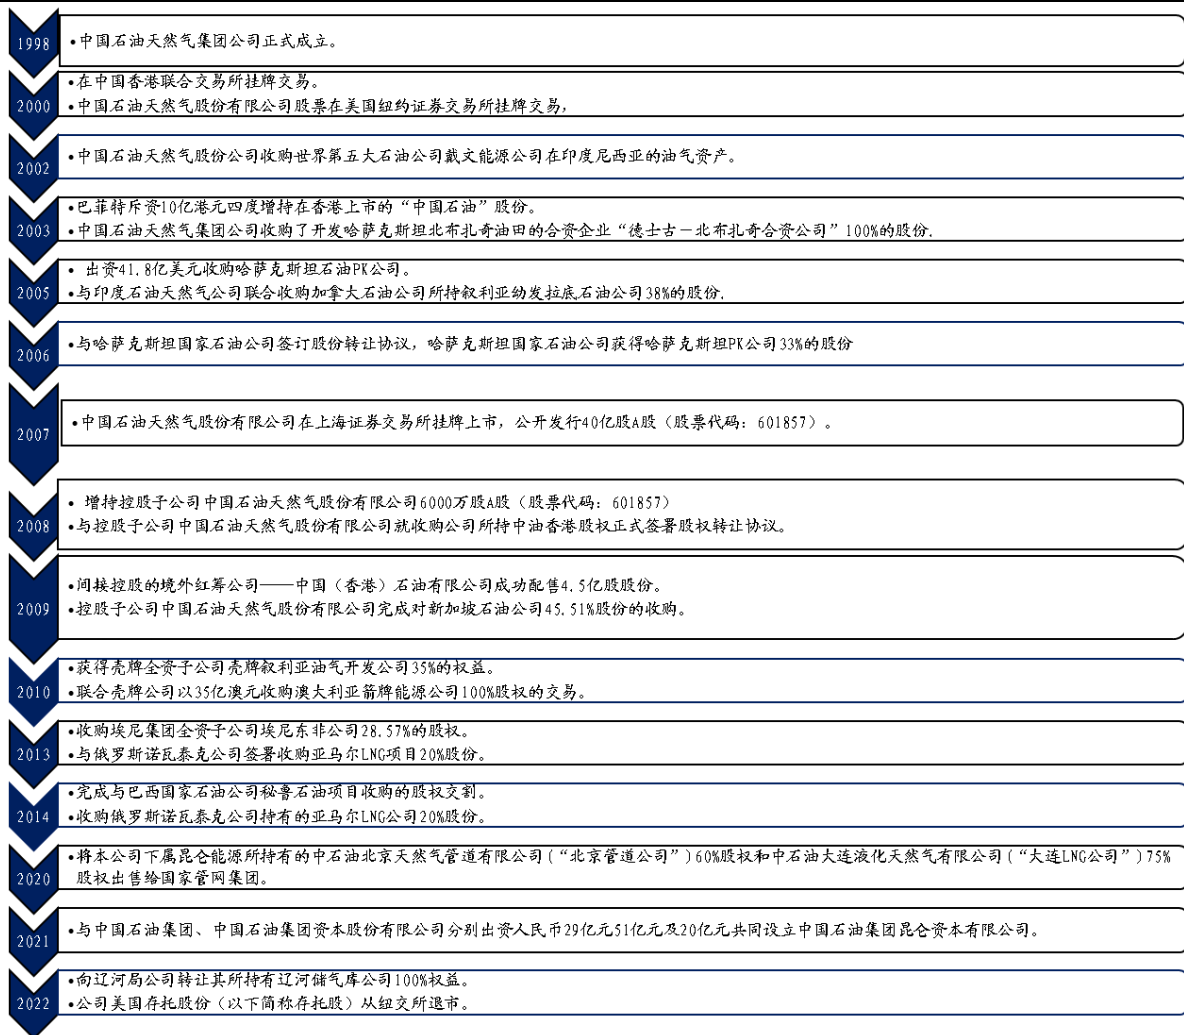 1998
•中国石油天然气集团公司正式成立。
2000
•在中国香港联合交易所挂牌交易。
•中国石油天然气股份有限公司股票在美国纽约证券交易所挂牌交易,
2002
•中国石油天然气股份公司收购世界第五大石油公司戴文能源公司在印度尼西亚的油气资产。
2003
•巴菲特斥资10亿港元四度增持在香港上市的“中国石油”股份。
•中国石油天然气集团公司收购了开发哈萨克斯坦北布扎奇油田的合资企业“德士古－北布扎奇合资公司”100%的股份.
2005
• 出资41.8亿美元收购哈萨克斯坦石油PK公司。
•与印度石油天然气公司联合收购加拿大石油公司所持叙利亚幼发拉底石油公司38%的股份.
2006
•与哈萨克斯坦国家石油公司签订股份转让协议，哈萨克斯坦国家石油公司获得哈萨克斯坦PK公司33%的股份
2007
•中国石油天然气股份有限公司在上海证券交易所挂牌上市，公开发行40亿股A股（股票代码：601857）。
2008
• 增持控股子公司中国石油天然气股份有限公司6000万股A股（股票代码：601857）
•与控股子公司中国石油天然气股份有限公司就收购公司所持中油香港股权正式签署股权转让协议。
2009
•间接控股的境外红筹公司——中国（香港）石油有限公司成功配售4.5亿股股份。
•控股子公司中国石油天然气股份有限公司完成对新加坡石油公司45.51%股份的收购。
2010
•获得壳牌全资子公司壳牌叙利亚油气开发公司35%的权益。
•联合壳牌公司以35亿澳元收购澳大利亚箭牌能源公司100%股权的交易。
2013
•收购埃尼集团全资子公司埃尼东非公司28.57%的股权。
•与俄罗斯诺瓦泰克公司签署收购亚马尔LNG项目20%股份。
2014
•完成与巴西国家石油公司秘鲁石油项目收购的股权交割。
•收购俄罗斯诺瓦泰克公司持有的亚马尔LNG公司20%股份。
2020
•将本公司下属昆仑能源所持有的中石油北京天然气管道有限公司(“北京管道公司”)60%股权和中石油大连液化天然气有限公司(“大连LNG公司”)75%
股权出售给国家管网集团。
2021
•与中国石油集团、中国石油集团资本股份有限公司分别出资人民币29亿元51亿元及20亿元共同设立中国石油集团昆仑资本有限公司。
2022
•向辽河局公司转让其所持有辽河储气库公司100%权益。
•公司美国存托股份（以下简称存托股）从纽交所退市。